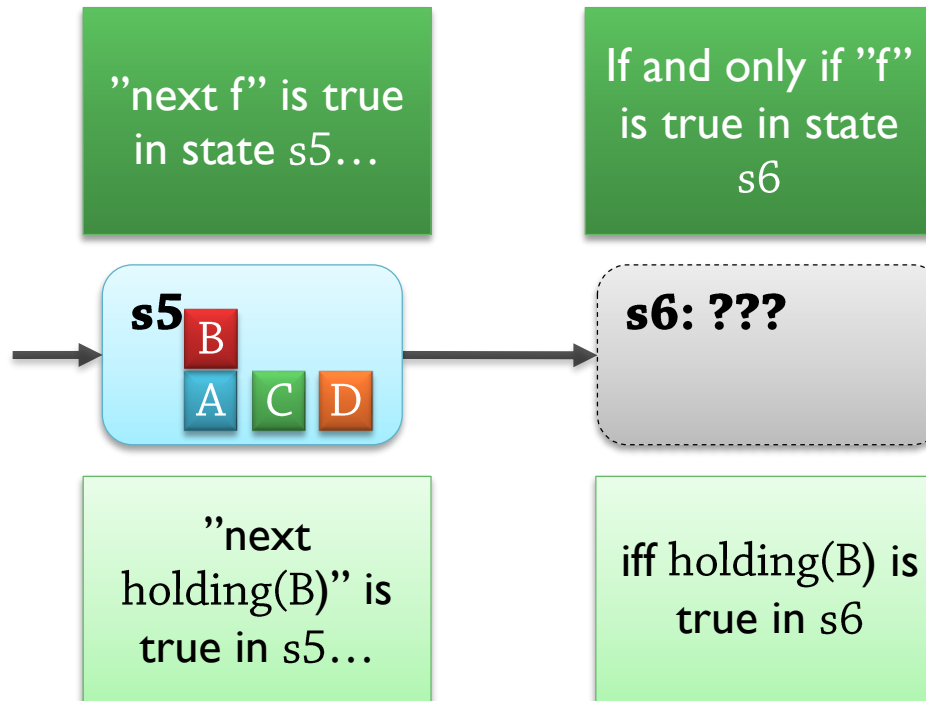 ”next f” is true
in state s5…
If and only if ”f”
is true in state
s6
s5
B
A
C
D
s6: ???
”next
holding(B)” is
true in s5…
iff holding(B) is
true in s6